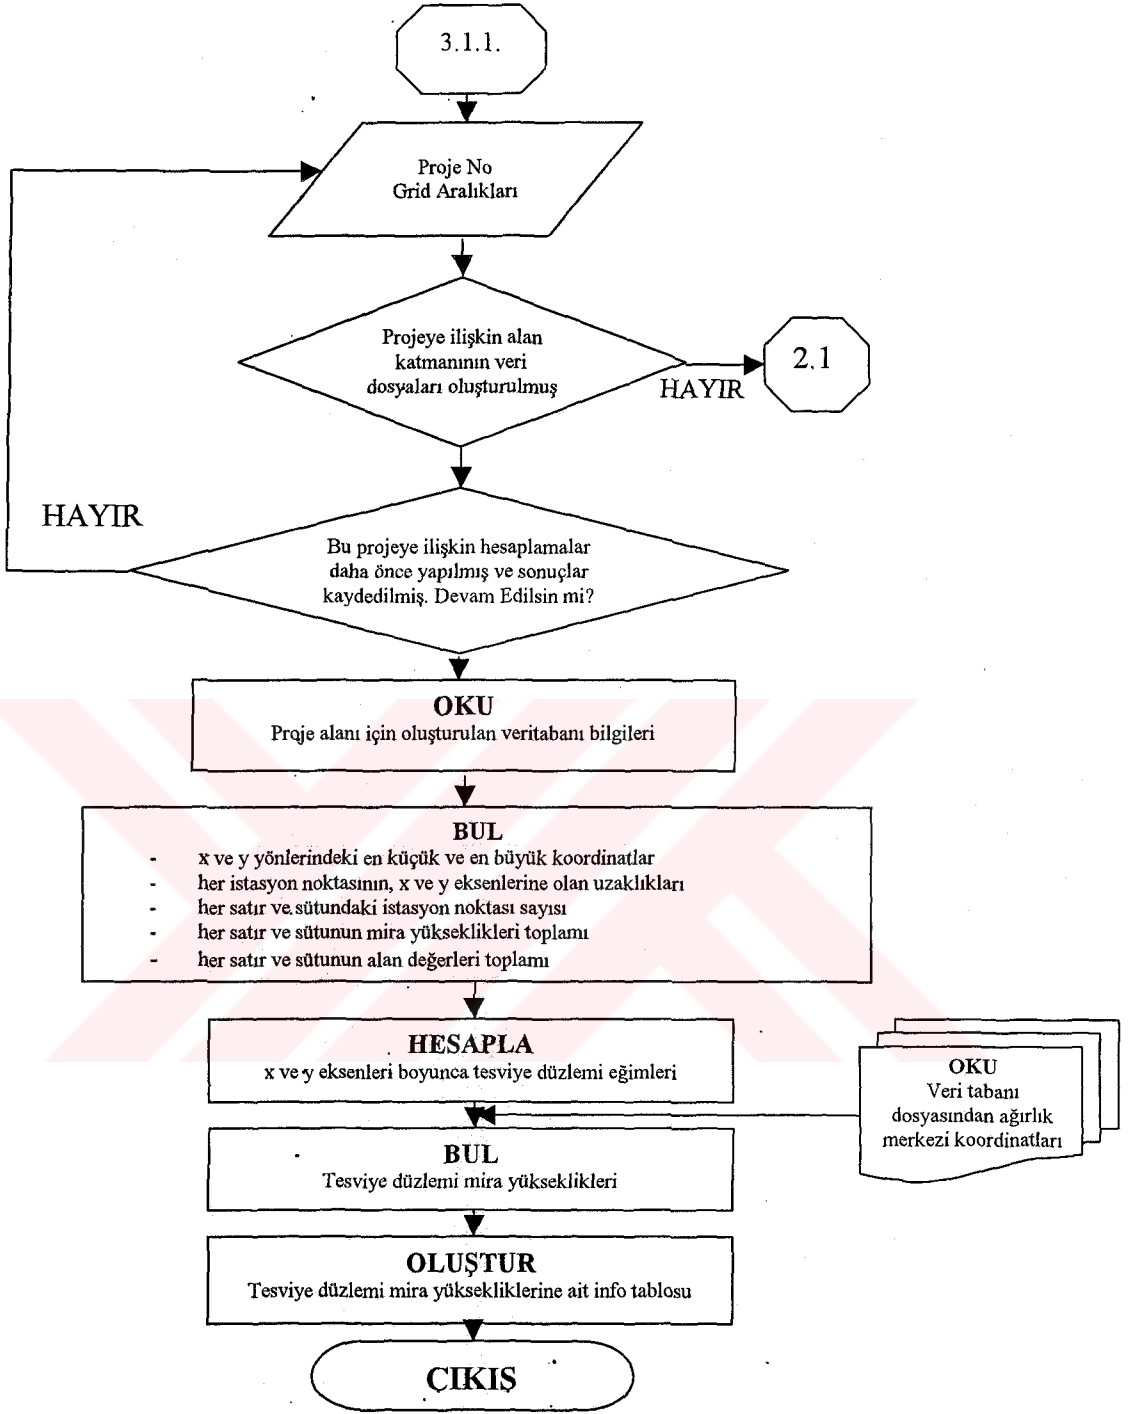 3.1.1.
Proje No
Grid Aralıkları
Projeye ilişkin alan
katmanının veri
dosyaları oluşturulmuş
HAYIR
2.1
HAYIR
Bu projeye ilişkin hesaplamalar
daha önce yapılmış ve sonuçlar
kaydedilmiş. Devam Edilsin mi?
OKU
Proje alanı için oluşturulan veritabanı bilgileri
BUL
- x ve y yönlerindeki en küçük ve en büyük koordinatlar
- her istasyon noktasının, x ve y eksenlerine olan uzaklıkları
- her satır ve sütundaki istasyon noktası sayısı
- her satır ve sütunun mira yükseklikleri toplamı
- her satır ve sütunun alan değerleri toplamı
HESAPLA
x ve y eksenleri boyunca tesviye düzlemi eğimleri
OKU
Veri tabanı
dosyasından ağırlık
merkezi koordinatları
BUL
Tesviye düzlemi mira yükseklikleri
OLUŞTUR
Tesviye düzlemi mira yüksekliklerine ait info tablosu
ÇIKIŞ